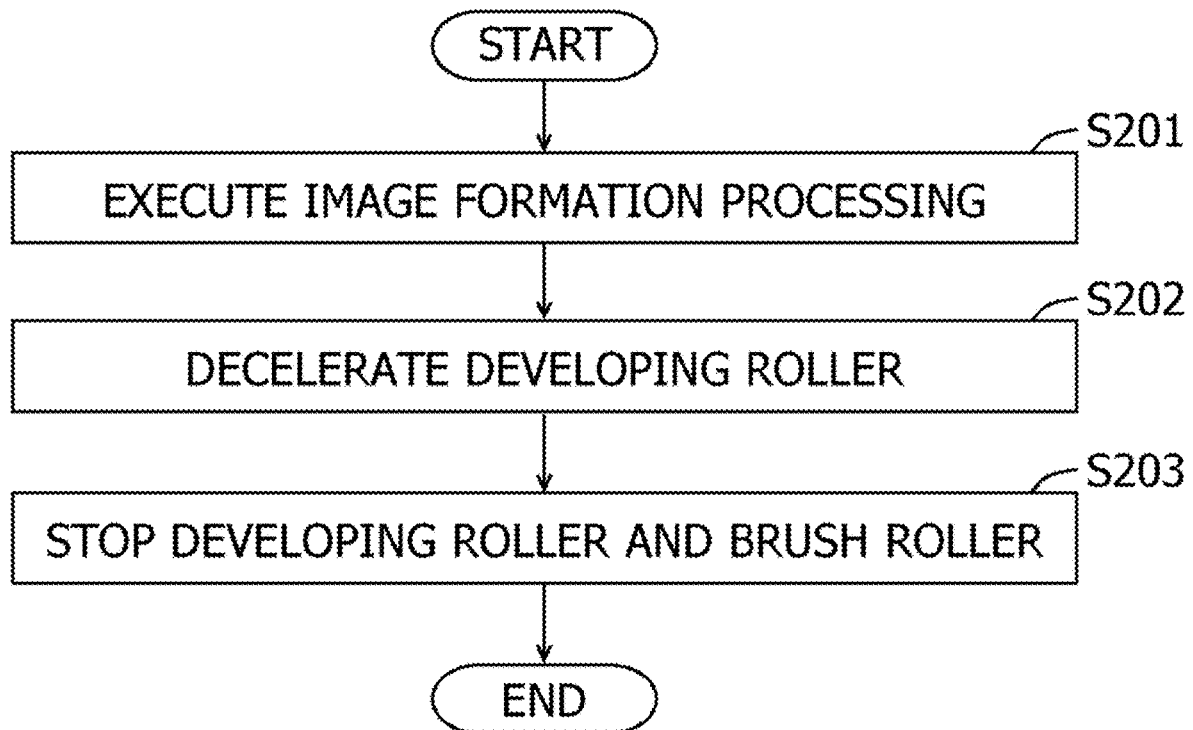 START
S201
EXECUTE IMAGE FORMATION PROCESSING
S202
DECELERATE DEVELOPING ROLLER
S203
STOP DEVELOPING ROLLER AND BRUSH ROLLER
END